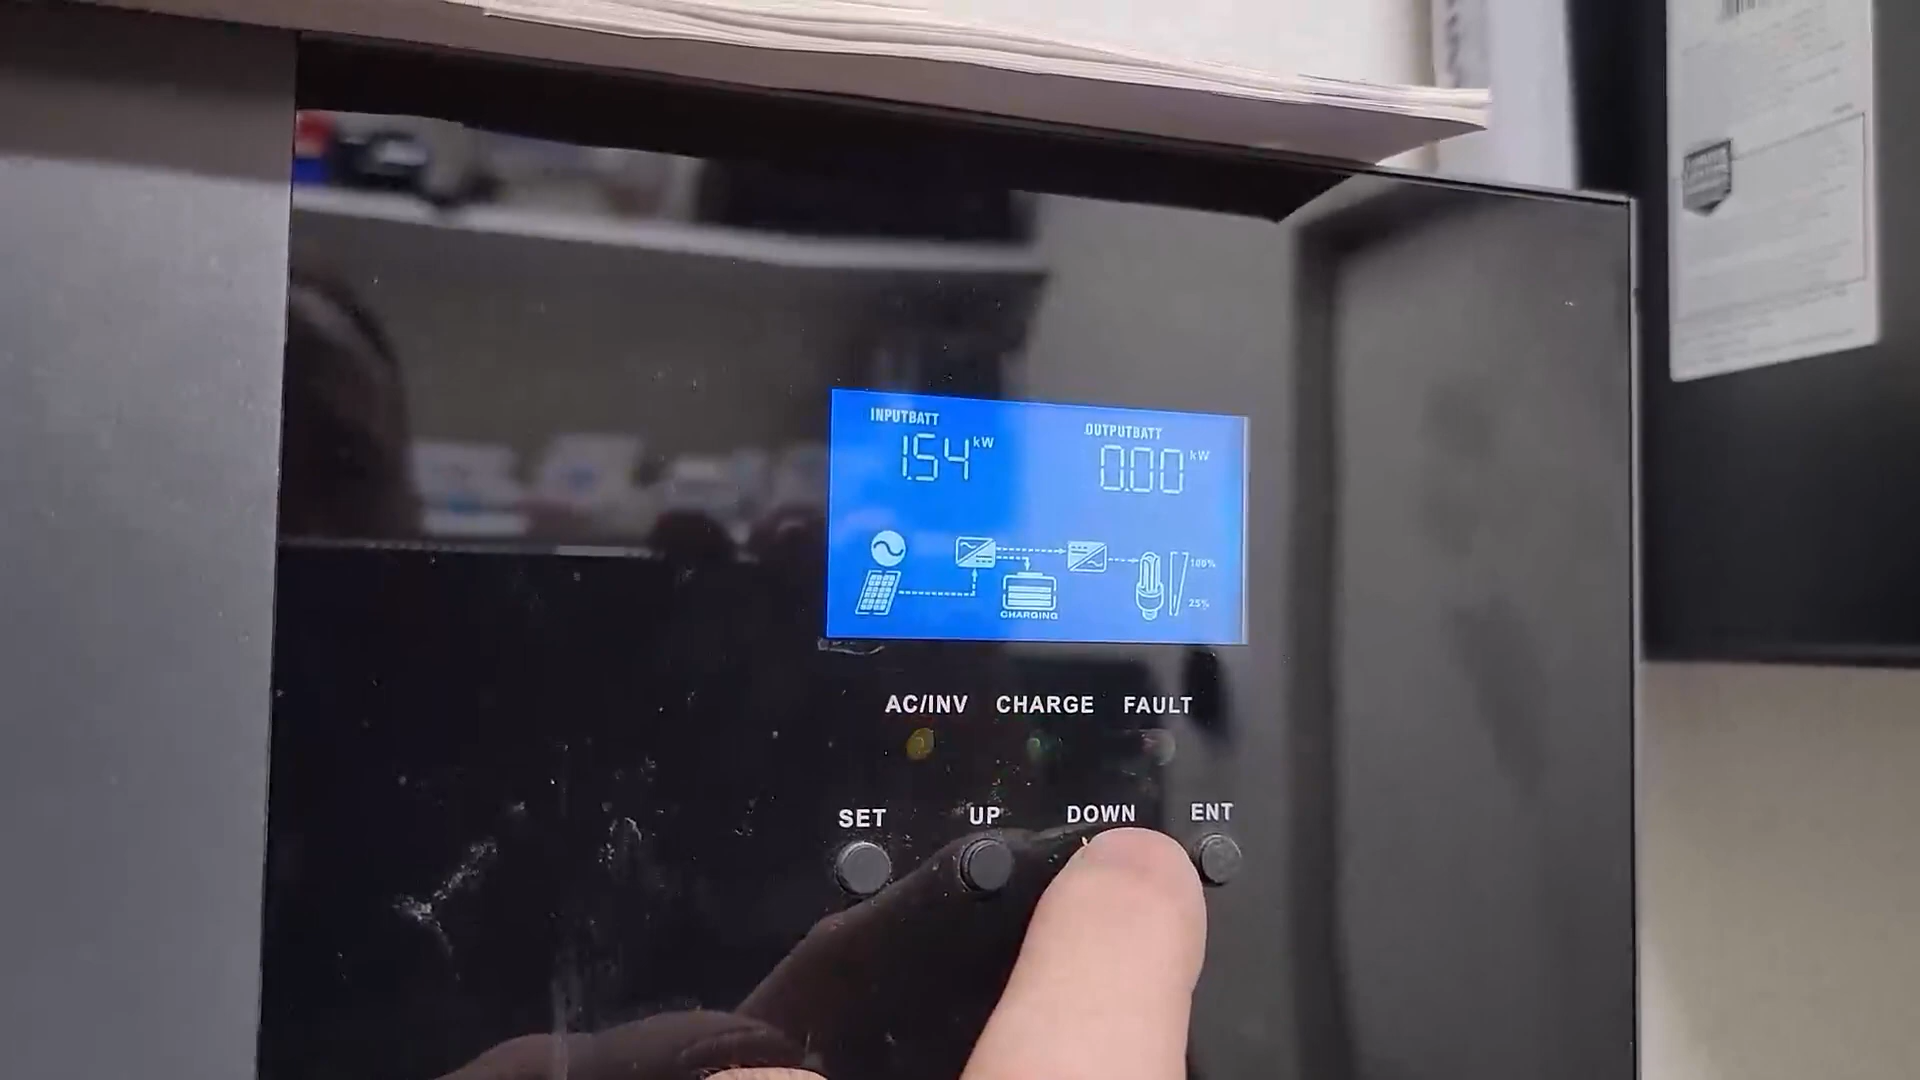 INPUTBATT
1.54 kW
OUTPUTBATT
0.00 kW
100%
25%
CHARGING
AC/INV CHARGE FAULT
SET UP DOWN ENT